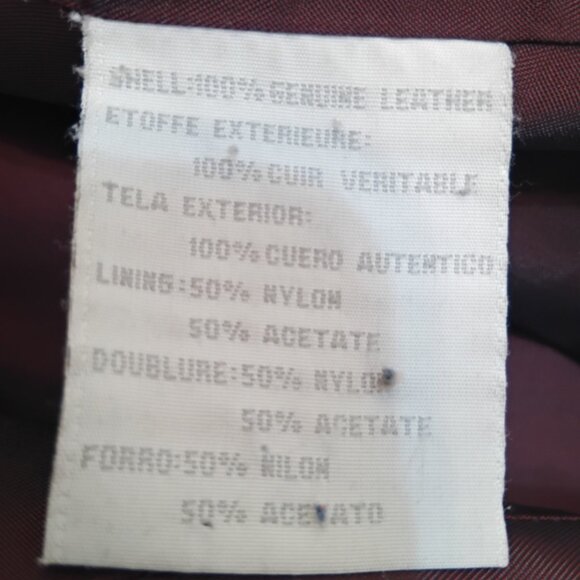 SHELL:100% GENUINE LEATHER
ETOFFE EXTERIEURE:
100% CUIR VERITABLE
TELA EXTERIOR:
100% CUERO AUTENTICO
LINING:50% NYLON
50% ACETATE
DOUBLURE:50% NYLON
50% ACETATE
FORRO:50% NILON
50% ACETATO